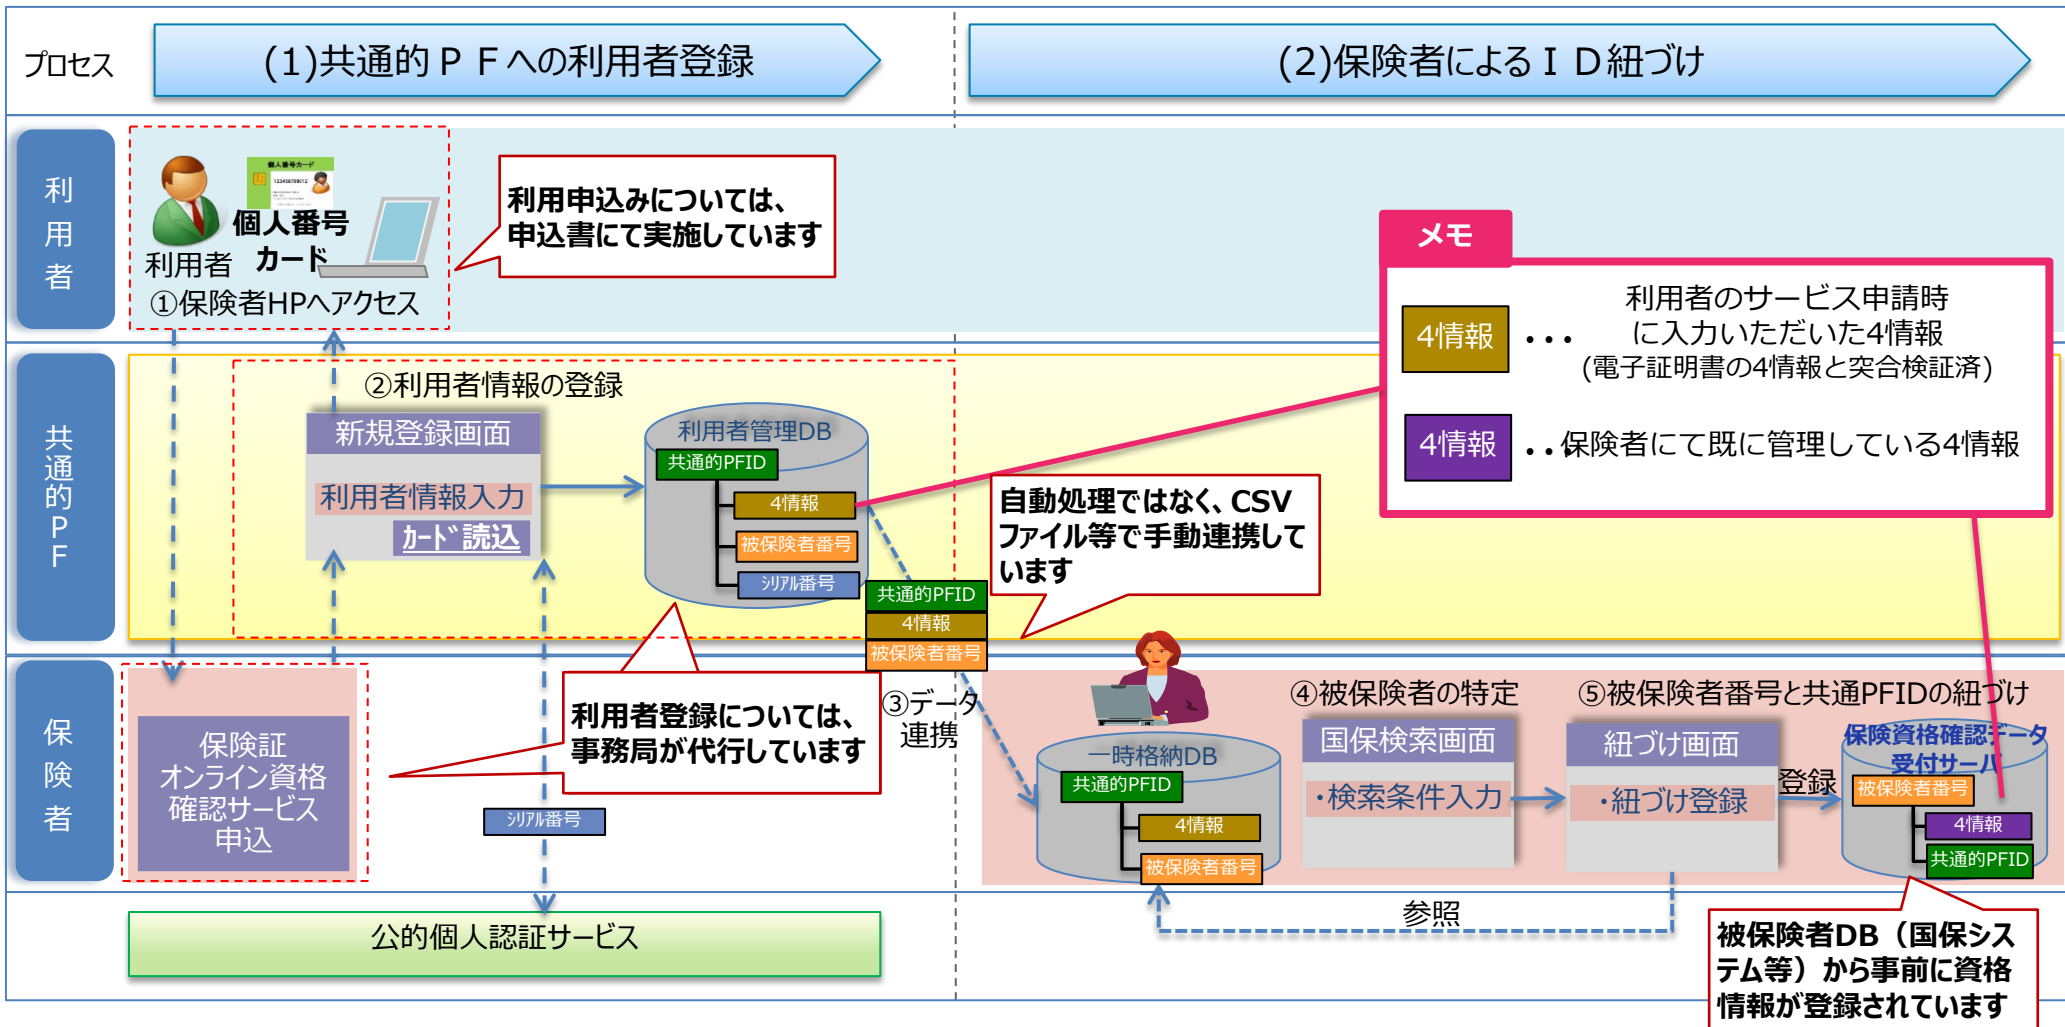 プロセス
(1)共通的ＰＦへの利用者登録
(2)保険者によるＩＤ紐づけ
利用者
個人番号カード
123456789012
個人番号
カード
利用者
①保険者HPへアクセス
利用申込みについては、
申込書にて実施しています
メモ
4情報
・・・
利用者のサービス申請時
に入力いただいた4情報
(電子証明書の4情報と突合検証済)
4情報
・・・保険者にて既に管理している4情報
共通的PF
②利用者情報の登録
新規登録画面
利用者情報入力
カード読込
利用者管理DB
共通的PFID
4情報
被保険者番号
シリアル番号
自動処理ではなく、CSV
ファイル等で手動連携して
います
共通的PFID
4情報
被保険者番号
③データ
連携
保険者
保険証
オンライン資格
確認サービス
申込
利用者登録については、
事務局が代行しています
シリアル番号
④被保険者の特定
⑤被保険者番号と共通PFIDの紐づけ
一時格納DB
共通的PFID
4情報
被保険者番号
国保検索画面
・検索条件入力
紐づけ画面
・紐づけ登録
登録
保険資格確認データ
受付サーバ
被保険者番号
4情報
共通的PFID
参照
公的個人認証サービス
被保険者DB（国保シス
テム等）から事前に資格
情報が登録されています